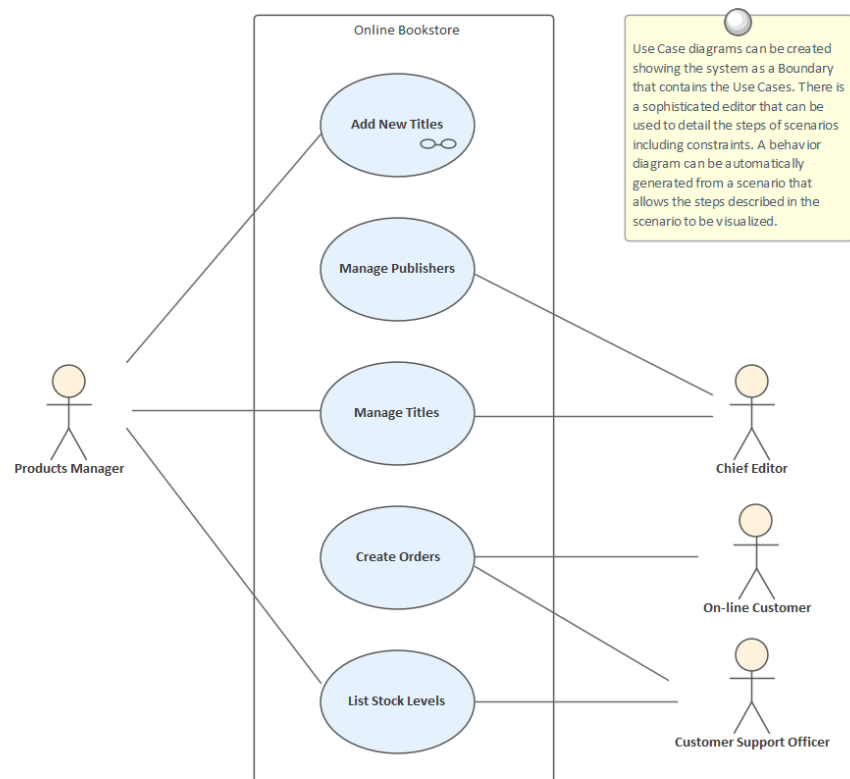 Online Bookstore
Use Case diagrams can be created
showing the system as a Boundary
that contains the Use Cases. There is
a sophisticated editor that can be
used to detail the steps of scenarios
including constraints. A behavior
diagram can be automatically
generated from a scenario that
allows the steps described in the
scenario to be visualized.
Add New Titles
Manage Publishers
Manage Titles
Products Manager
Chief Editor
Create Orders
On-line Customer
List Stock Levels
Customer Support Officer